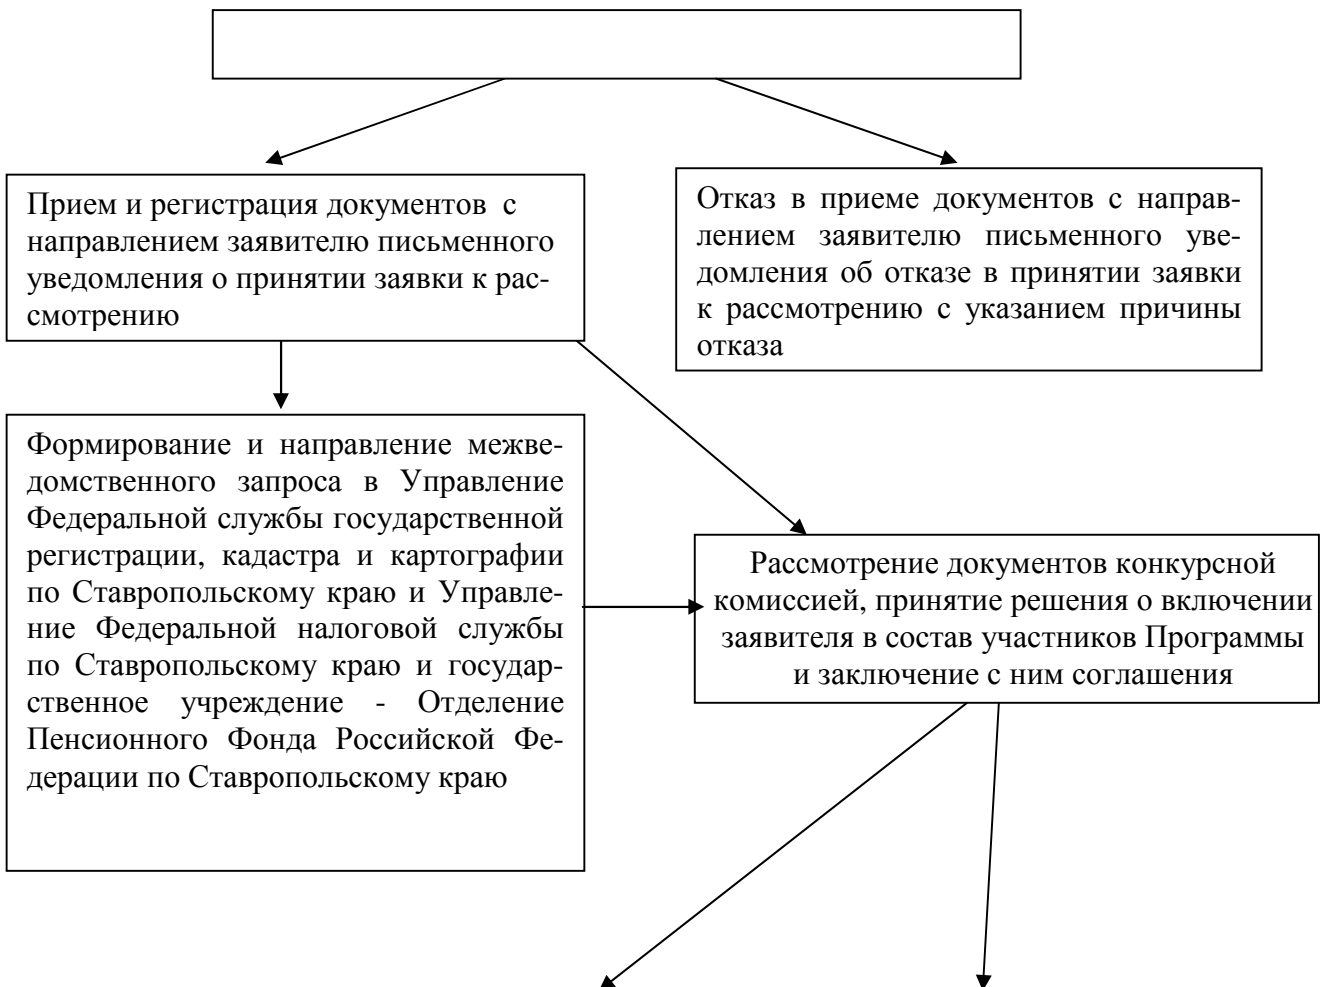 Прием и регистрация документов с
направлением заявителю письменного
уведомления о принятии заявки к рас-
смотрению
Отказ в приеме документов с направ-
лением заявителю письменного уве-
домления об отказе в принятии заявки
к рассмотрению с указанием причины
отказа
Формирование и направление межве-
домственного запроса в Управление
Федеральной службы государственной
регистрации, кадастра и картографии
по Ставропольскому краю и Управле-
ние Федеральной налоговой службы
по Ставропольскому краю и государ-
ственное учреждение - Отделение
Пенсионного Фонда Российской Фе-
дерации по Ставропольскому краю
Рассмотрение документов конкурсной
комиссией, принятие решения о включении
заявителя в состав участников Программы
и заключение с ним соглашения